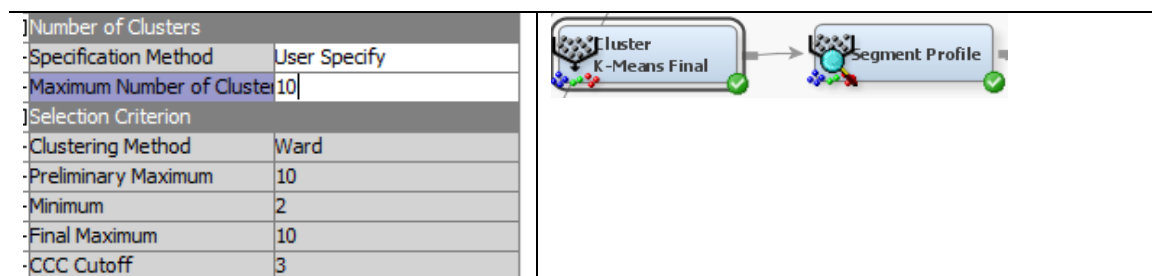 Number of Clusters
Specification Method User Specify
Maximum Number of Cluster 10
Selection Criterion
Clustering Method Ward
Preliminary Maximum 10
Minimum 2
Final Maximum 10
CCC Cutoff 3
Cluster
K-Means Final
Segment Profile